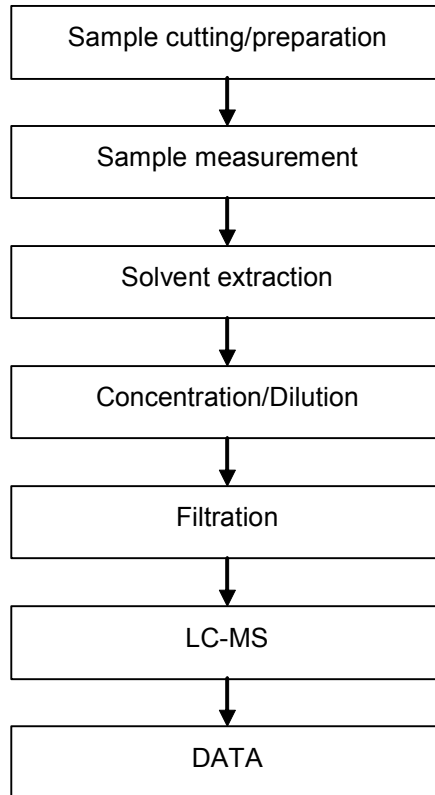 Sample cutting/preparation
Sample measurement
Solvent extraction
Concentration/Dilution
Filtration
LC-MS
DATA